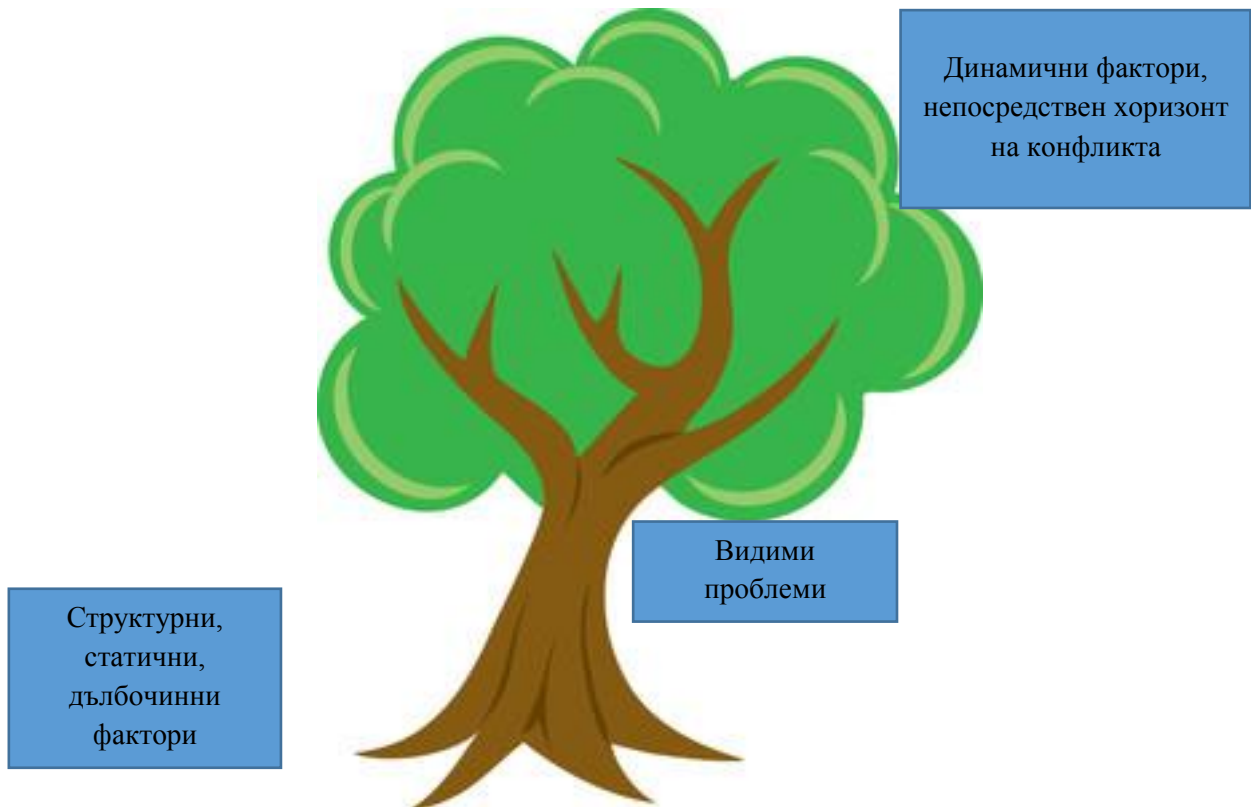 Динамични фактори,
непосредствен хоризонт
на конфликта
Видими
проблеми
Структурни,
статични,
дълбочинни
фактори